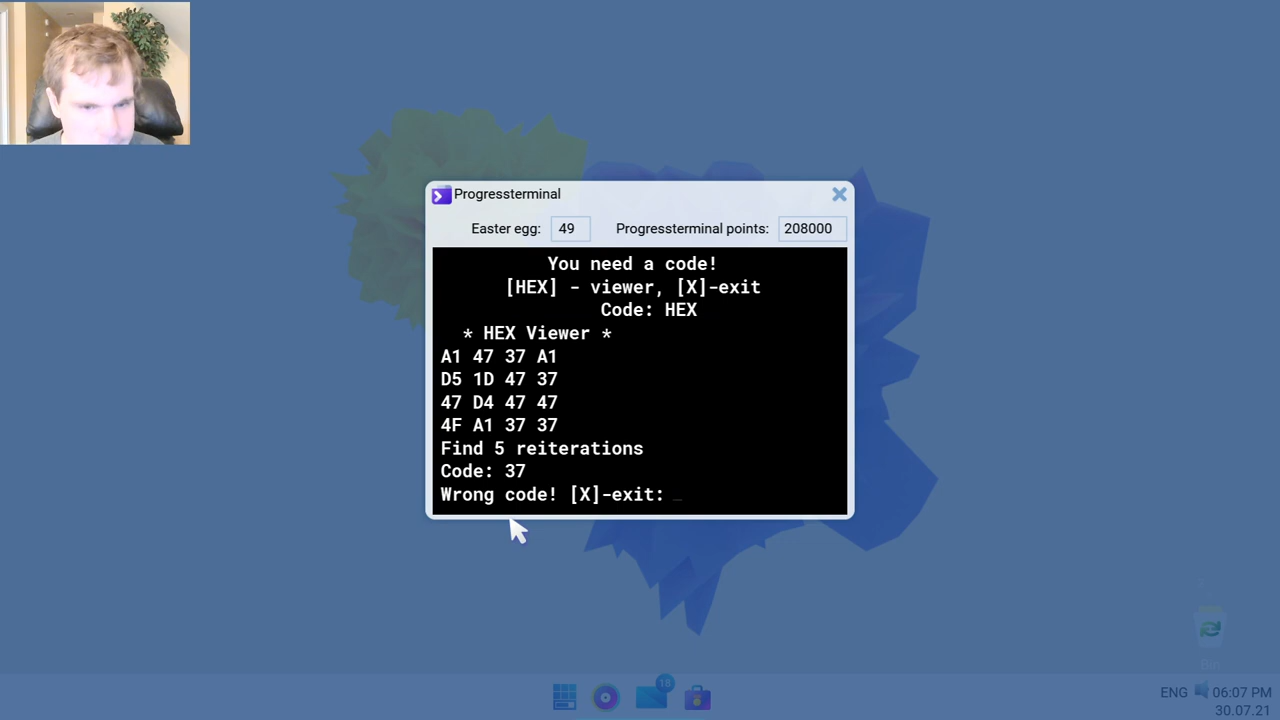 Progressterminal
Easter egg: 49 Progressterminal points: 208000
You need a code!
[HEX] - viewer, [X]-exit
Code: HEX
* HEX Viewer *
A1 47 37 A1
D5 1D 47 37
47 D4 47 47
4F A1 37 37
Find 5 reiterations
Code: 37
Wrong code! [X]-exit: _
Bin
18
ENG 06:07 PM
30.07.21